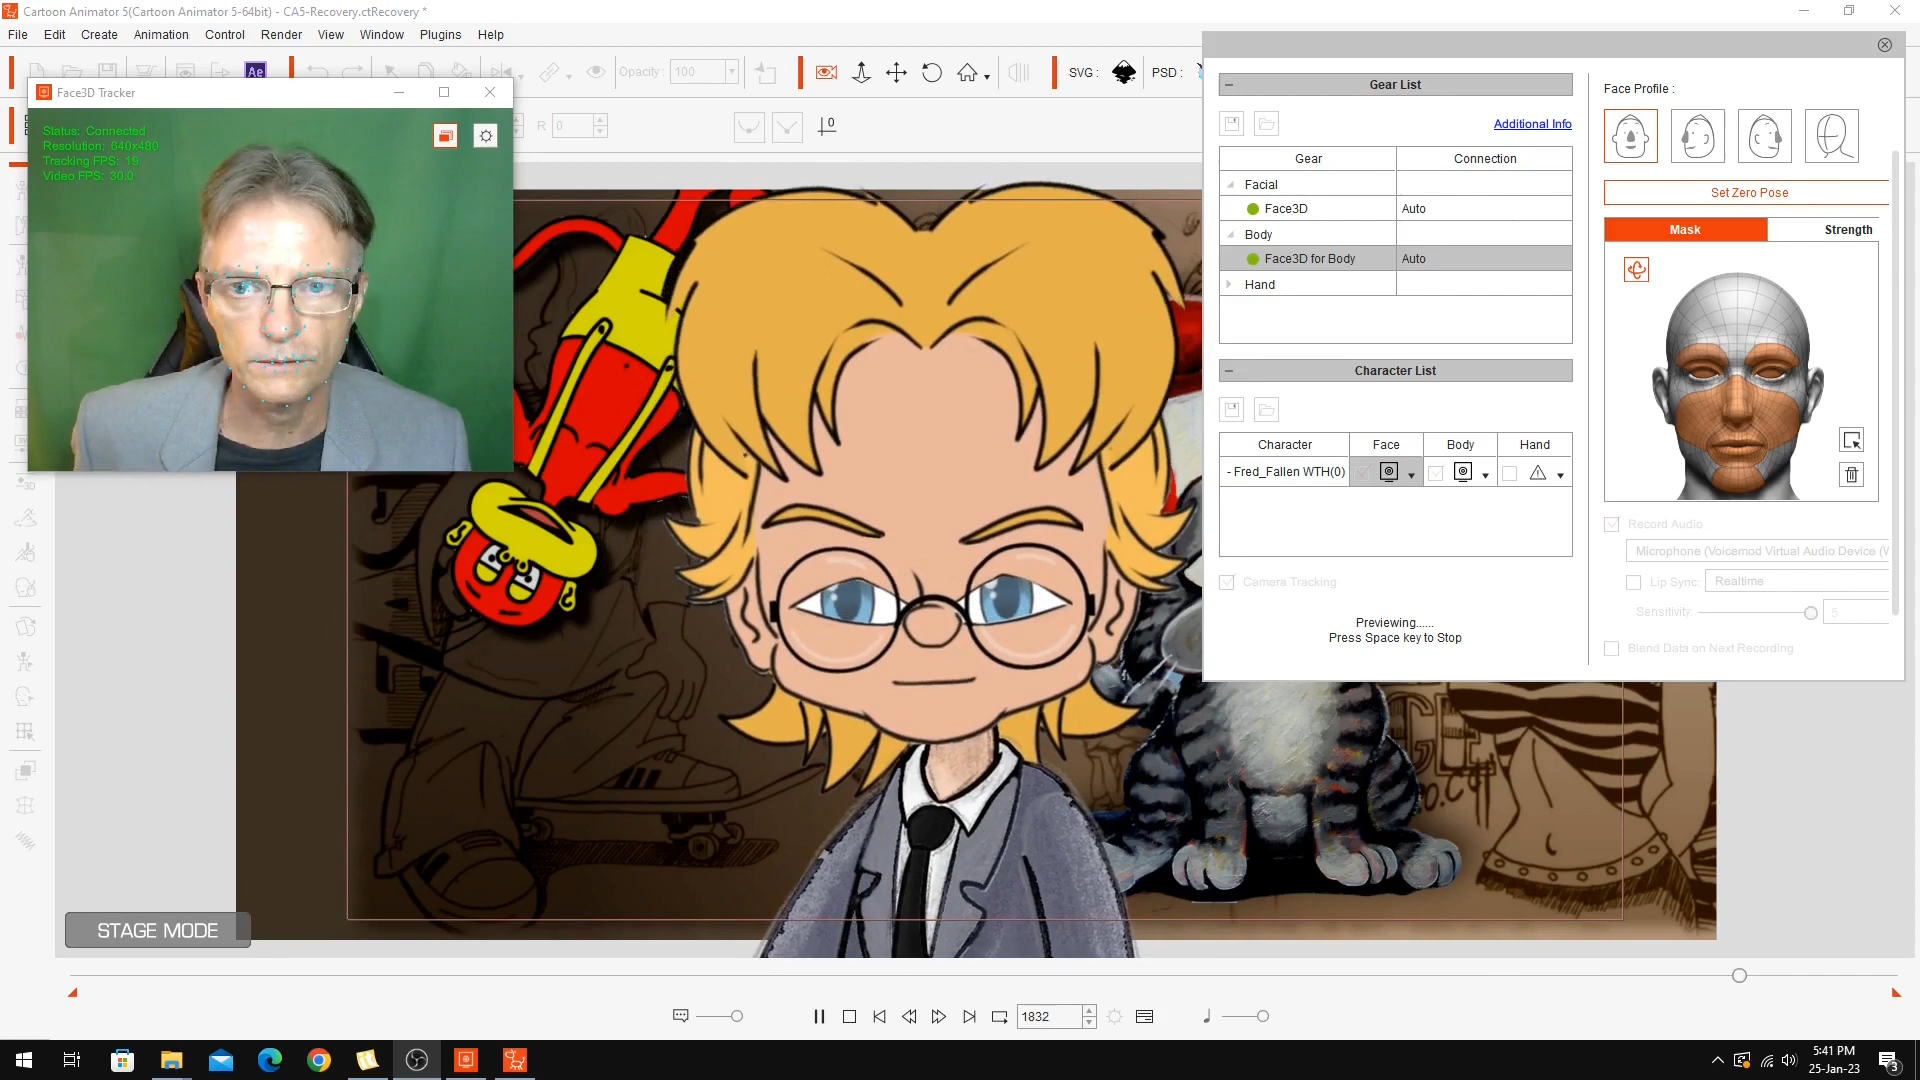 Cartoon Animator 5(Cartoon Animator 5-64bit) - CA5-Recovery.ctRecovery *
File Edit Create Animation Control Render View Window Plugins Help
Ae
Opacity : 100
SVG :
PSD :
R 0
0
Face3D Tracker
Status: Connected
Resolution: 640x480
Tracking FPS: 19
Video FPS: 30.0
Gear List
Additional Info
Gear Connection
Facial
Face3D Auto
Body
Face3D for Body Auto
Hand
Character List
Character Face Body Hand
- Fred_Fallen WTH(0)
Camera Tracking
Previewing......
Press Space key to Stop
Face Profile :
Set Zero Pose
Mask Strength
Record Audio
Microphone (Voicemod Virtual Audio Device (W
Lip Sync: Realtime
Sensitivity: 5
Blend Data on Next Recording
STAGE MODE
1832
5:41 PM
25-Jan-23
3